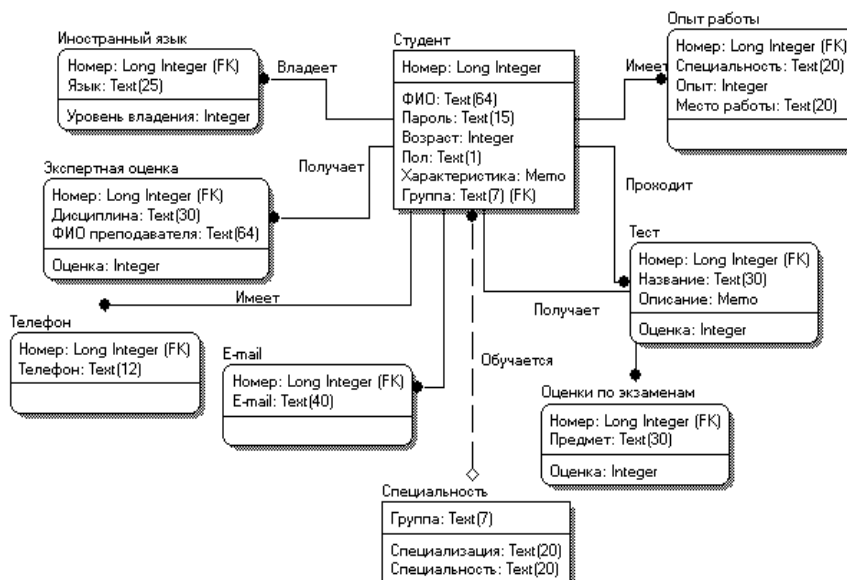 Иностранный язык
Номер: Long Integer (FK)
Язык: Text(25)
Уровень владения: Integer
Владеет
Студент
Номер: Long Integer
ФИО: Text(64)
Пароль: Text(15)
Возраст: Integer
Пол: Text(1)
Характеристика: Memo
Группа: Text(7) (FK)
Имеет
Опыт работы
Номер: Long Integer (FK)
Специальность: Text(20)
Опыт: Integer
Место работы: Text(20)
Экспертная оценка
Номер: Long Integer (FK)
Дисциплина: Text(30)
ФИО преподавателя: Text(64)
Оценка: Integer
Получает
Проходит
Тест
Номер: Long Integer (FK)
Название: Text(30)
Описание: Memo
Оценка: Integer
Имеет
Получает
Телефон
Номер: Long Integer (FK)
Телефон: Text(12)
E-mail
Номер: Long Integer (FK)
E-mail: Text(40)
Обучается
Оценки по экзаменам
Номер: Long Integer (FK)
Предмет: Text(30)
Оценка: Integer
Специальность
Группа: Text(7)
Специализация: Text(20)
Специальность: Text(20)